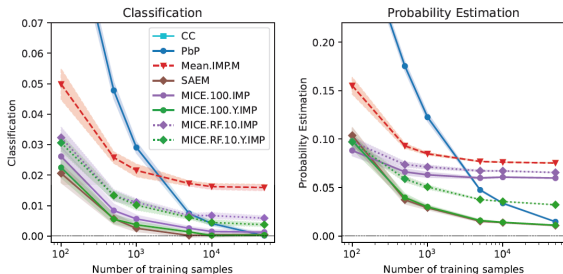 Classification
Probability Estimation
0.07
0.06
0.05
0.04
0.03
0.02
0.01
0.00
Classification
CC
PbP
Mean.IMP.M
SAEM
MICE.100.IMP
MICE.100.Y.IMP
MICE.RF.10.IMP
MICE.RF.10.Y.IMP
10²
10³
10⁴
Number of training samples
0.20
0.15
0.10
0.05
0.00
Probability Estimation
10²
10³
10⁴
Number of training samples